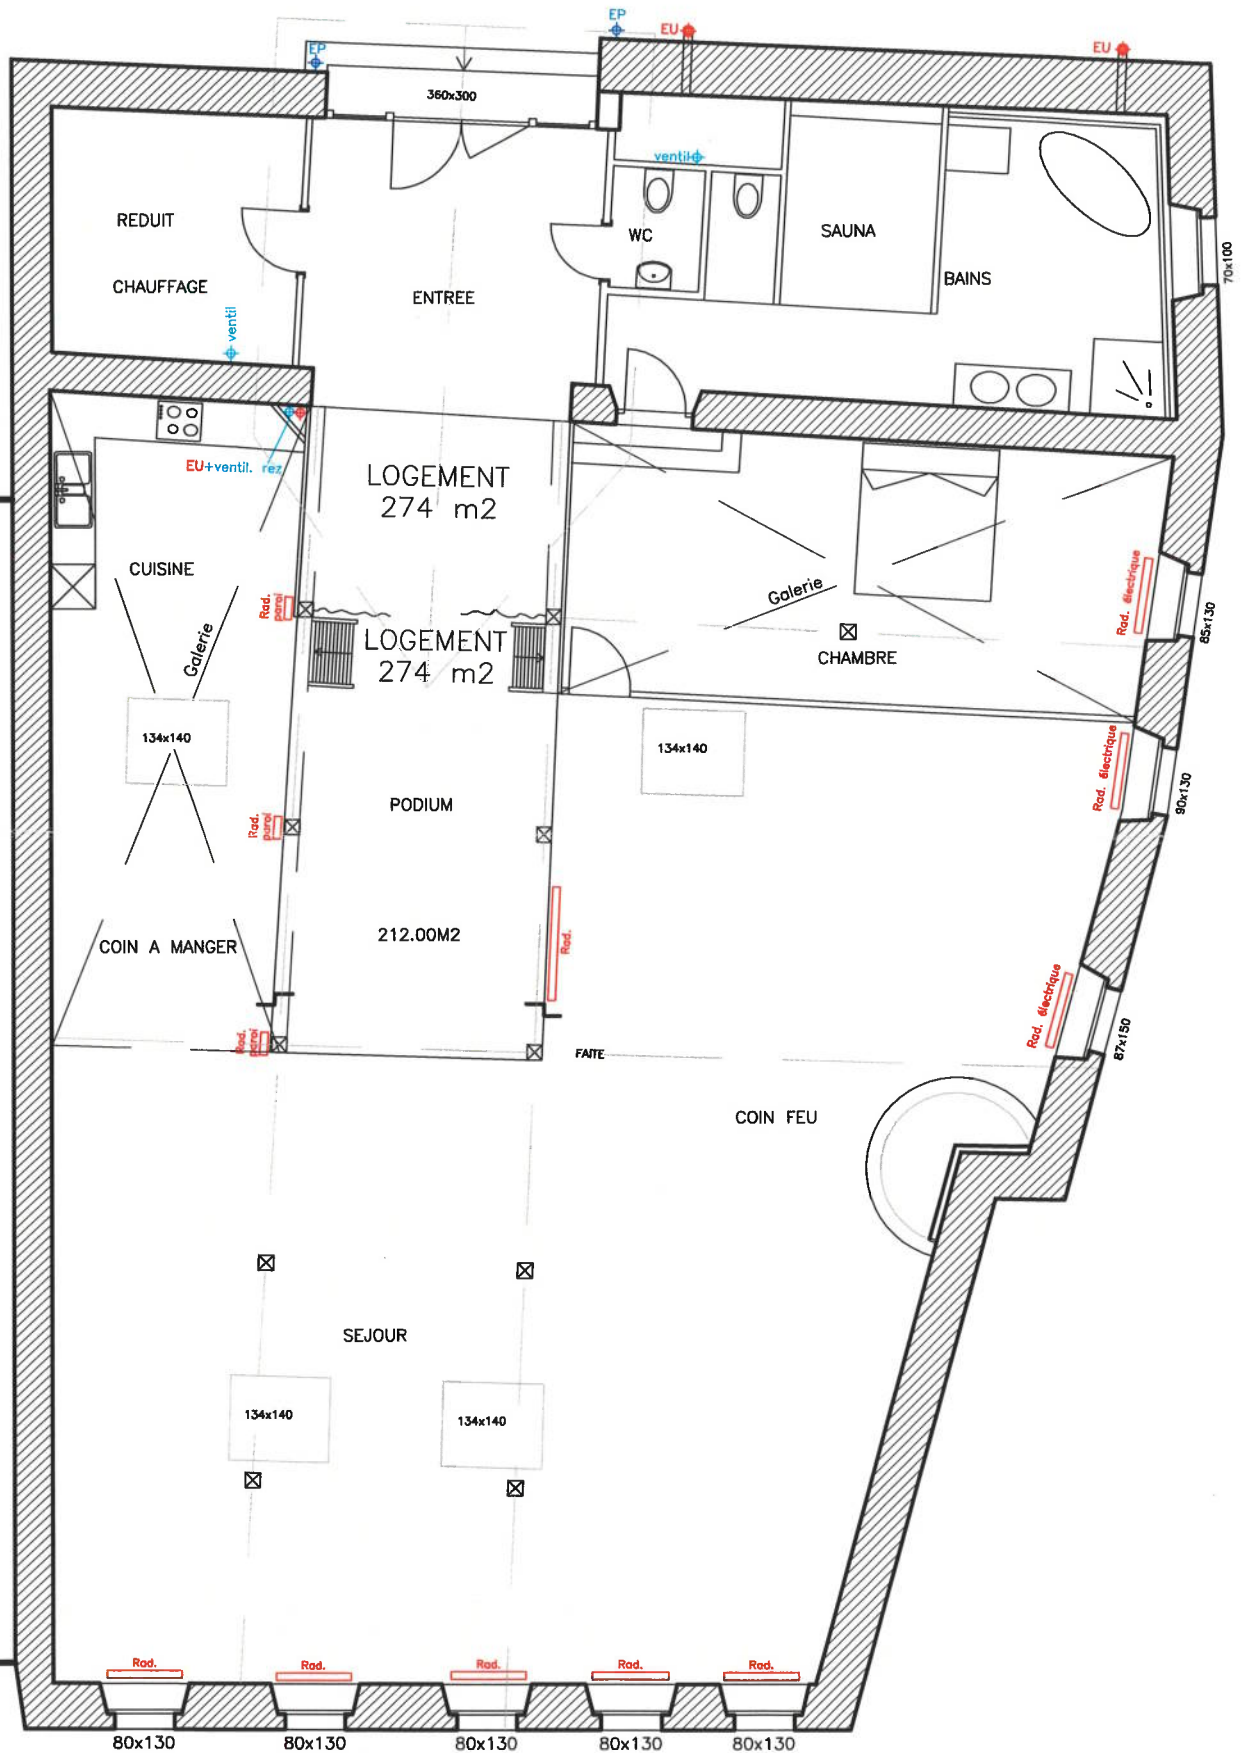 EP
EU
EU
EP
360x300
ventil
REDUIT
WC
SAUNA
CHAUFFAGE
ENTREE
BAINS
70x100
ventil
EU+ventil. rez
LOGEMENT
274 m2
CUISINE
Galerie
Rad. électrique
85x130
Rad.
paroi
Galerie
LOGEMENT
274 m2
CHAMBRE
134x140
134x140
Rad. électrique
90x130
PODIUM
Rad.
paroi
212.00M2
Rad.
COIN A MANGER
Rad. électrique
87x150
Rad.
paroi
FAITE
COIN FEU
SEJOUR
134x140
134x140
Rad.
Rad.
Rad.
Rad.
Rad.
80x130
80x130
80x130
80x130
80x130